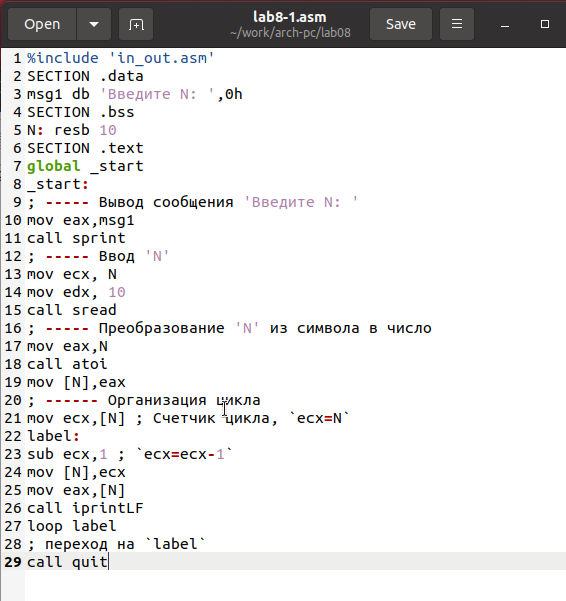 Open
lab8-1.asm
~/work/arch-pc/lab08
Save
1 %include 'in_out.asm'
2 SECTION .data
3 msg1 db 'Введите N: ',0h
4 SECTION .bss
5 N: resb 10
6 SECTION .text
7 global _start
8 _start:
9 ; ----- Вывод сообщения 'Введите N: '
10 mov eax,msg1
11 call sprint
12 ; ----- Ввод 'N'
13 mov ecx, N
14 mov edx, 10
15 call sread
16 ; ----- Преобразование 'N' из символа в число
17 mov eax,N
18 call atoi
19 mov [N],eax
20 ; ------ Организация цикла
21 mov ecx,[N] ; Счетчик цикла, `ecx=N`
22 label:
23 sub ecx,1 ; `ecx=ecx-1`
24 mov [N],ecx
25 mov eax,[N]
26 call iprintLF
27 loop label
28 ; переход на `label`
29 call quit